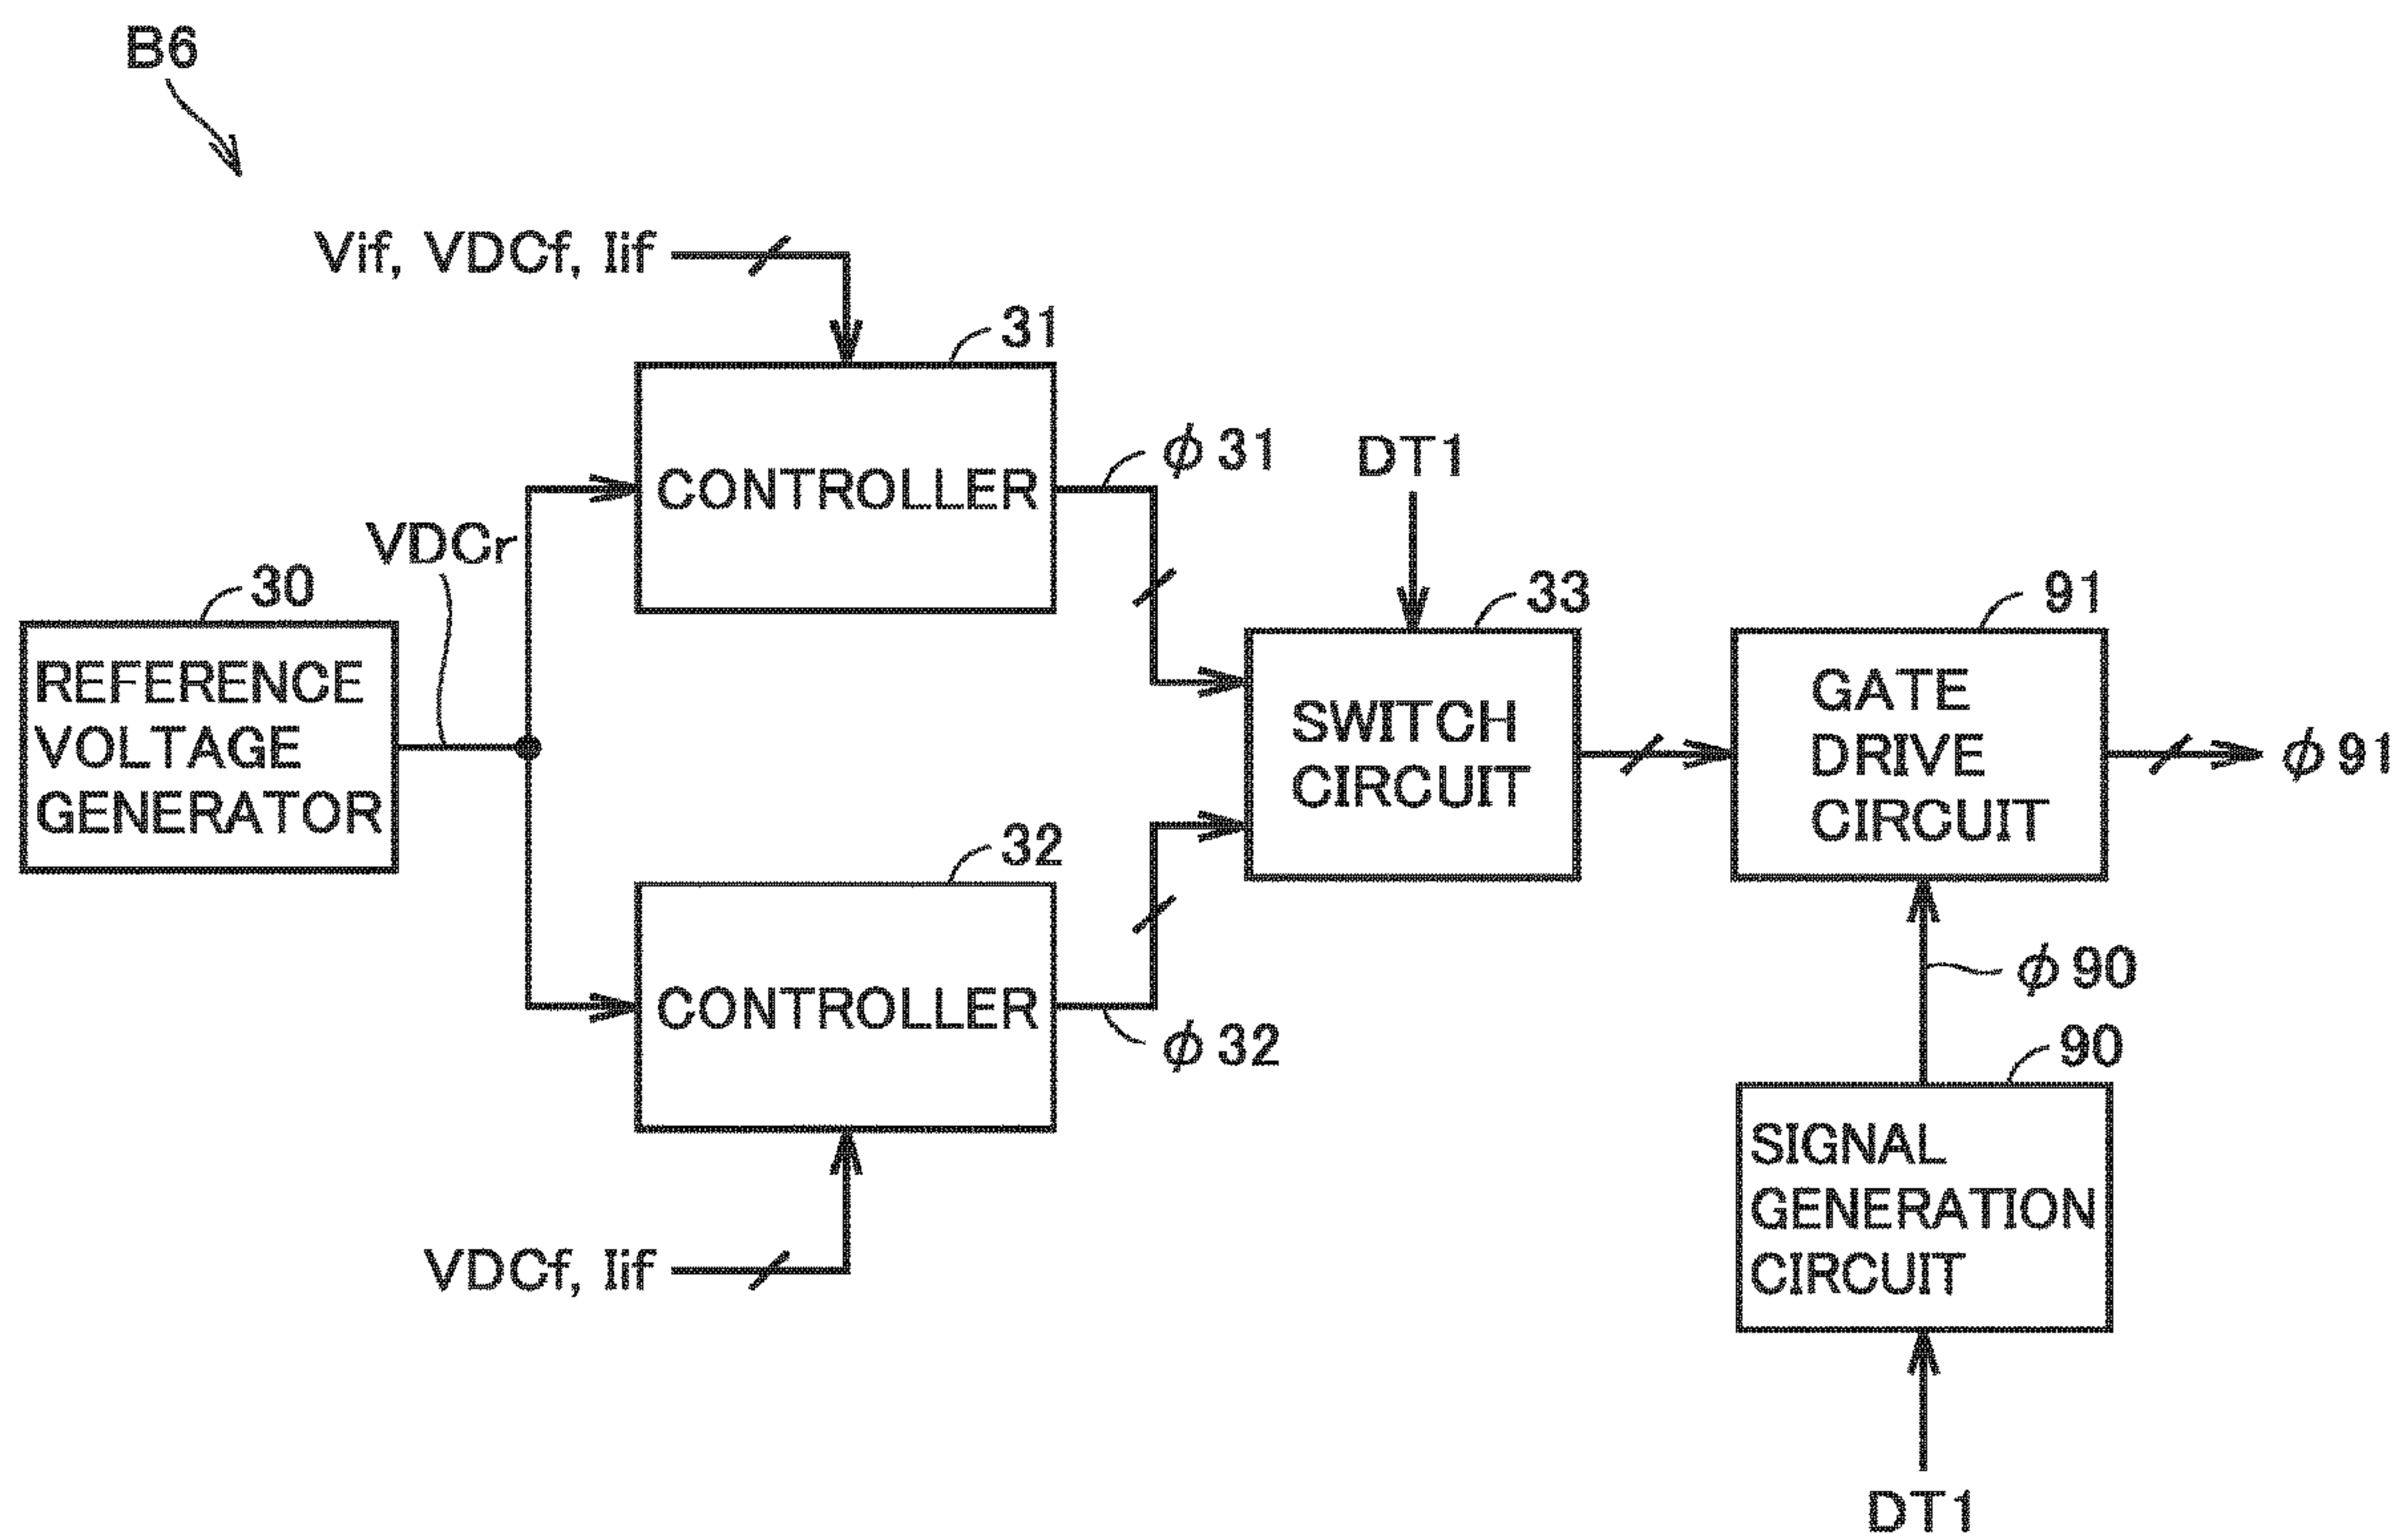 B6
Vif, VDCf, Iif
31
CONTROLLER
φ31
DT1
VDCr
30
REFERENCE
VOLTAGE
GENERATOR
33
SWITCH
CIRCUIT
91
GATE
DRIVE
CIRCUIT
φ91
32
CONTROLLER
φ32
VDCf, Iif
φ90
90
SIGNAL
GENERATION
CIRCUIT
DT1